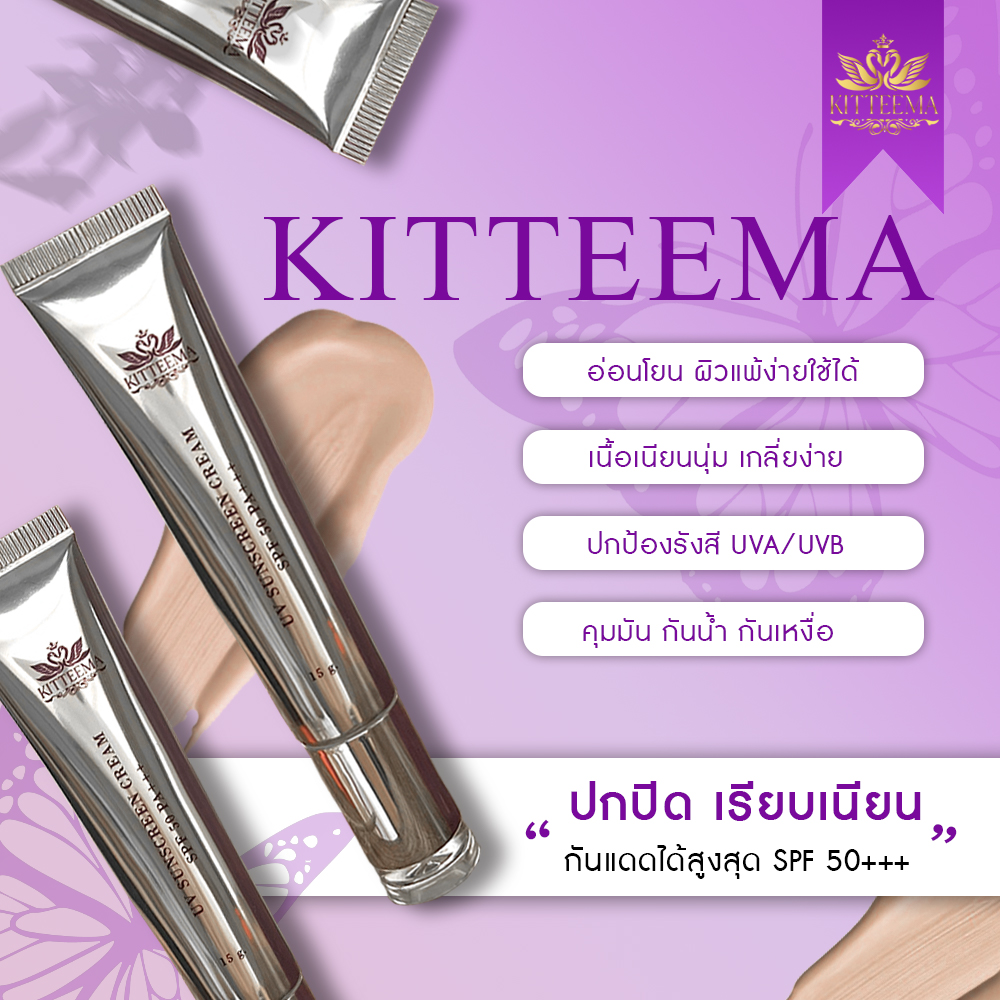 KITTEEMA
KITTEEMA
KITTEEMA
อ่อนโยน ผิวแพ้ง่ายใช้ได้
เนื้อเนียนนุ่ม เกลี่ยง่าย
ปกป้องรังสี UVA/UVB
คุมมัน กันน้ำ กันเหงื่อ
KITTEEMA
UV SUNSCREEN CREAM
SPF 50 PA+++
15 g.
KITTEEMA
UV SUNSCREEN CREAM
SPF 50 PA+++
15 g.
“ ปกปิด เรียบเนียน ”
กันแดดได้สูงสุด SPF 50+++